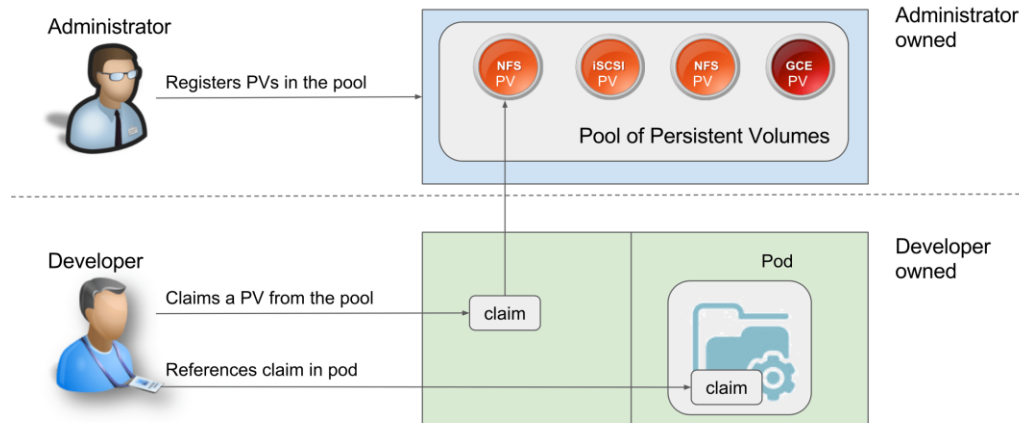 Administrator
Administrator
owned
Registers PVs in the pool
NFS
PV
iSCSI
PV
NFS
PV
GCE
PV
Pool of Persistent Volumes
Developer
Developer
owned
Pod
Claims a PV from the pool
claim
References claim in pod
claim